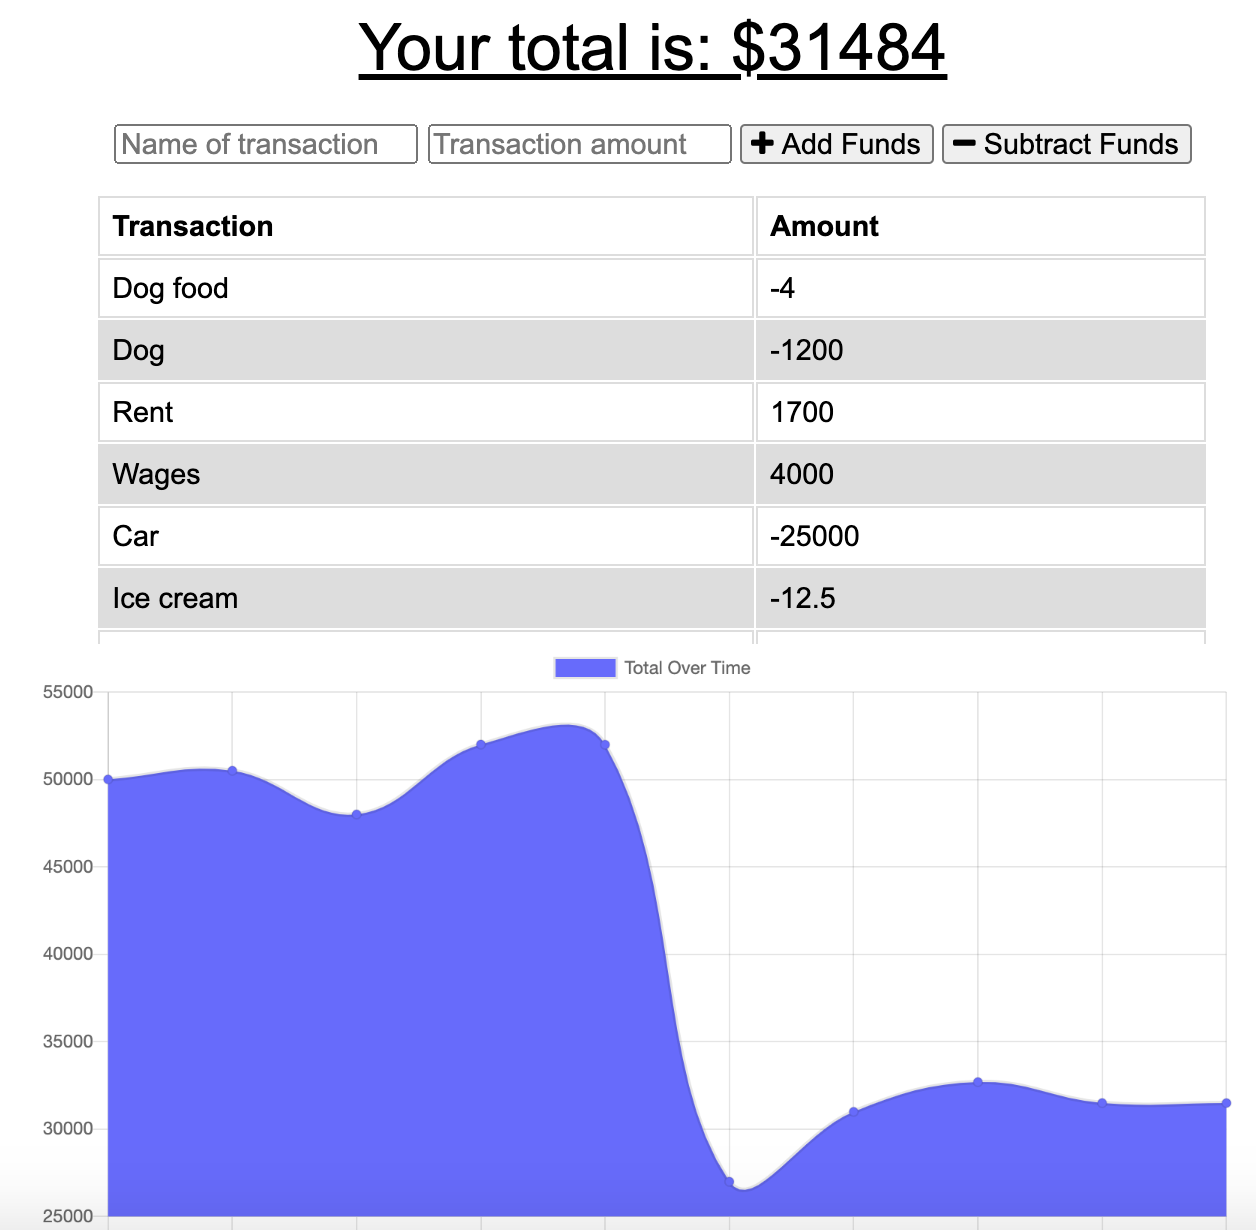 Your total is: $31484
Name of transaction Transaction amount + Add Funds − Subtract Funds
Transaction Amount
Dog food -4
Dog -1200
Rent 1700
Wages 4000
Car -25000
Ice cream -12.5
Total Over Time
55000
50000
45000
40000
35000
30000
25000